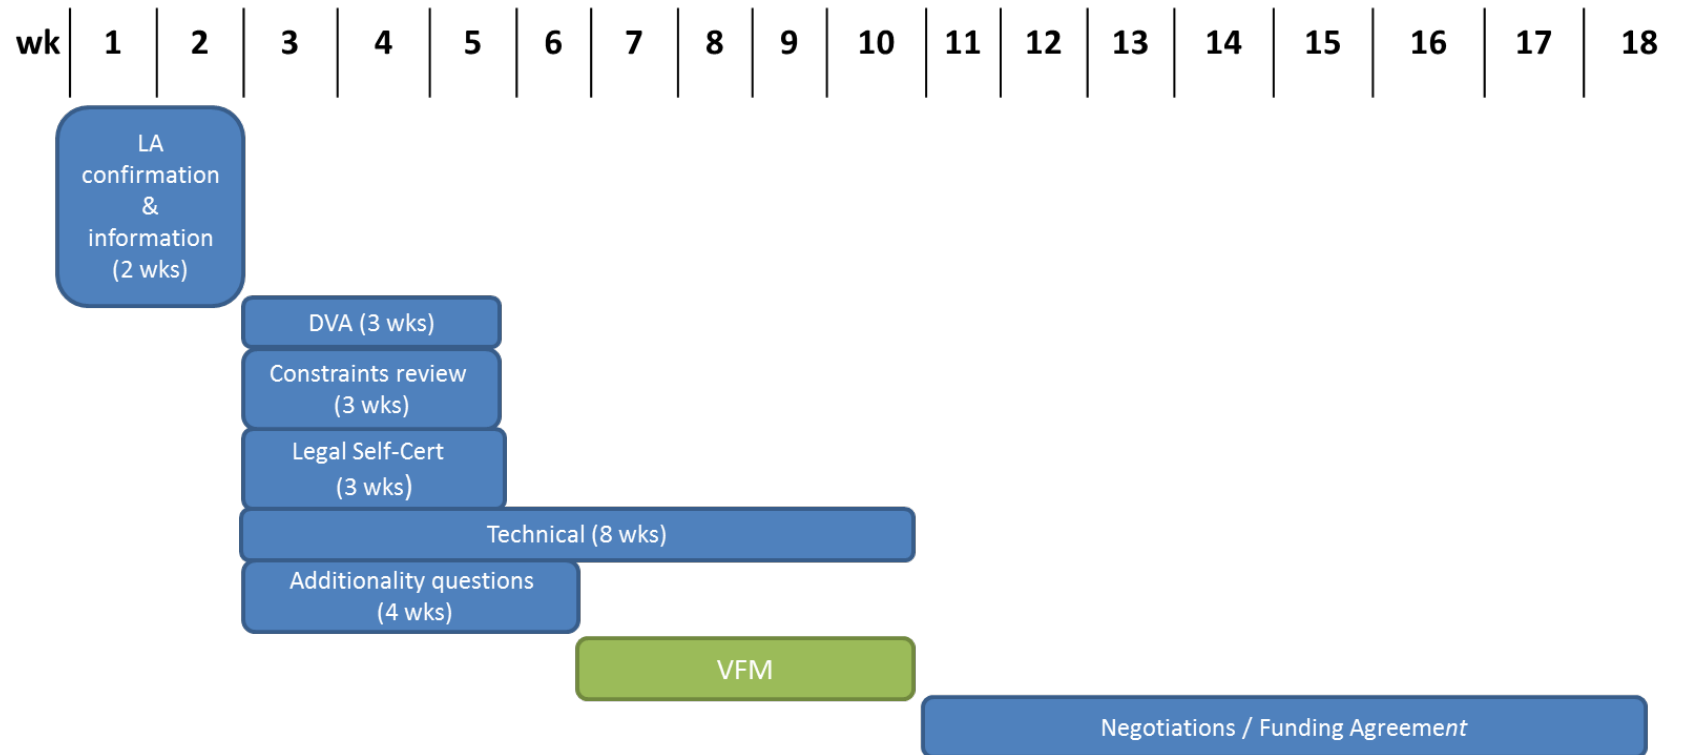 wk 1 2 3 4 5 6 7 8 9 10 11 12 13 14 15 16 17 18
LA
confirmation
&
information
(2 wks)
DVA (3 wks)
Constraints review
(3 wks)
Legal Self-Cert
(3 wks)
Technical (8 wks)
Additionality questions
(4 wks)
VFM
Negotiations / Funding Agreement